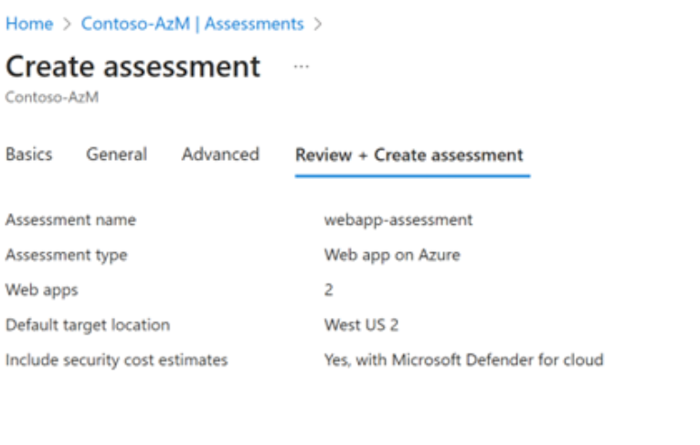 Home > Contoso-AzM | Assessments >
Create assessment ...
Contoso-AzM
Basics General Advanced Review + Create assessment
Assessment name webapp-assessment
Assessment type Web app on Azure
Web apps 2
Default target location West US 2
Include security cost estimates Yes, with Microsoft Defender for cloud